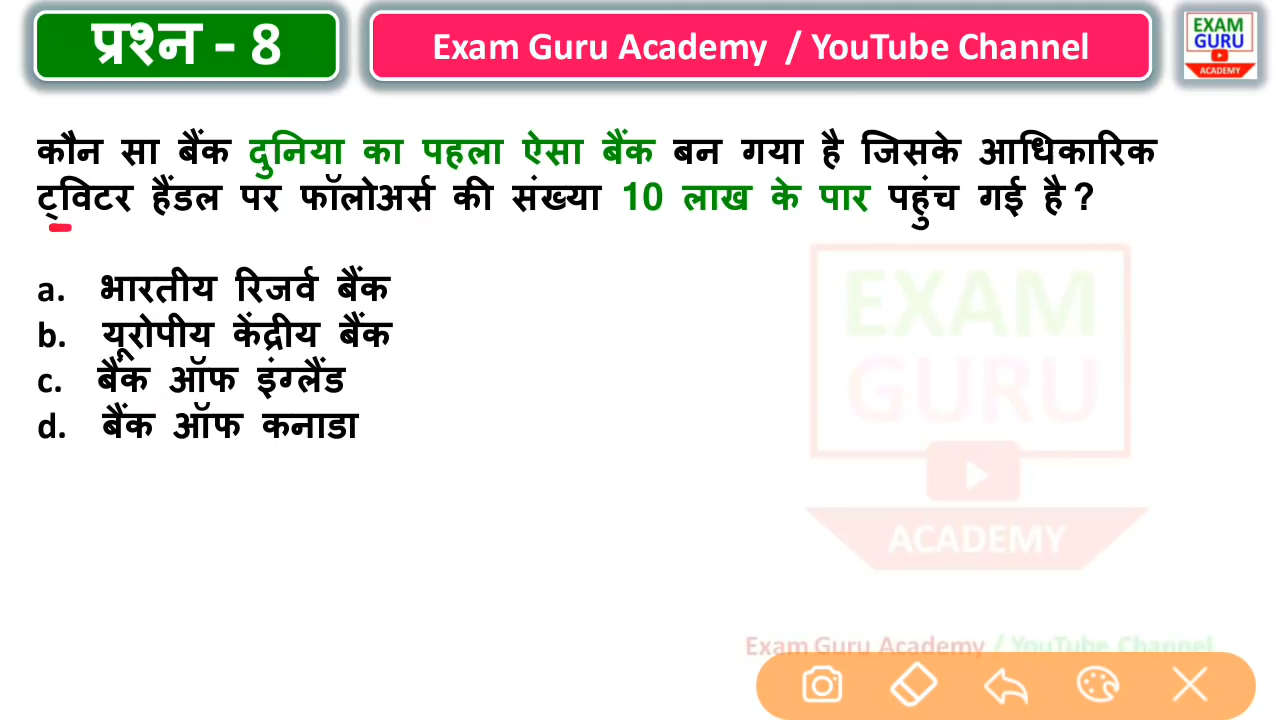 प्रश्न - 8
Exam Guru Academy / YouTube Channel
EXAM
GURU
ACADEMY
कौन सा बैंक दुनिया का पहला ऐसा बैंक बन गया है जिसके आधिकारिक
ट्विटर हैंडल पर फॉलोअर्स की संख्या 10 लाख के पार पहुंच गई है ?
a. भारतीय रिजर्व बैंक
b. यूरोपीय केंद्रीय बैंक
c. बैंक ऑफ इंग्लैंड
d. बैंक ऑफ कनाडा
EXAM
GURU
ACADEMY
Exam Guru Academy / YouTube Channel